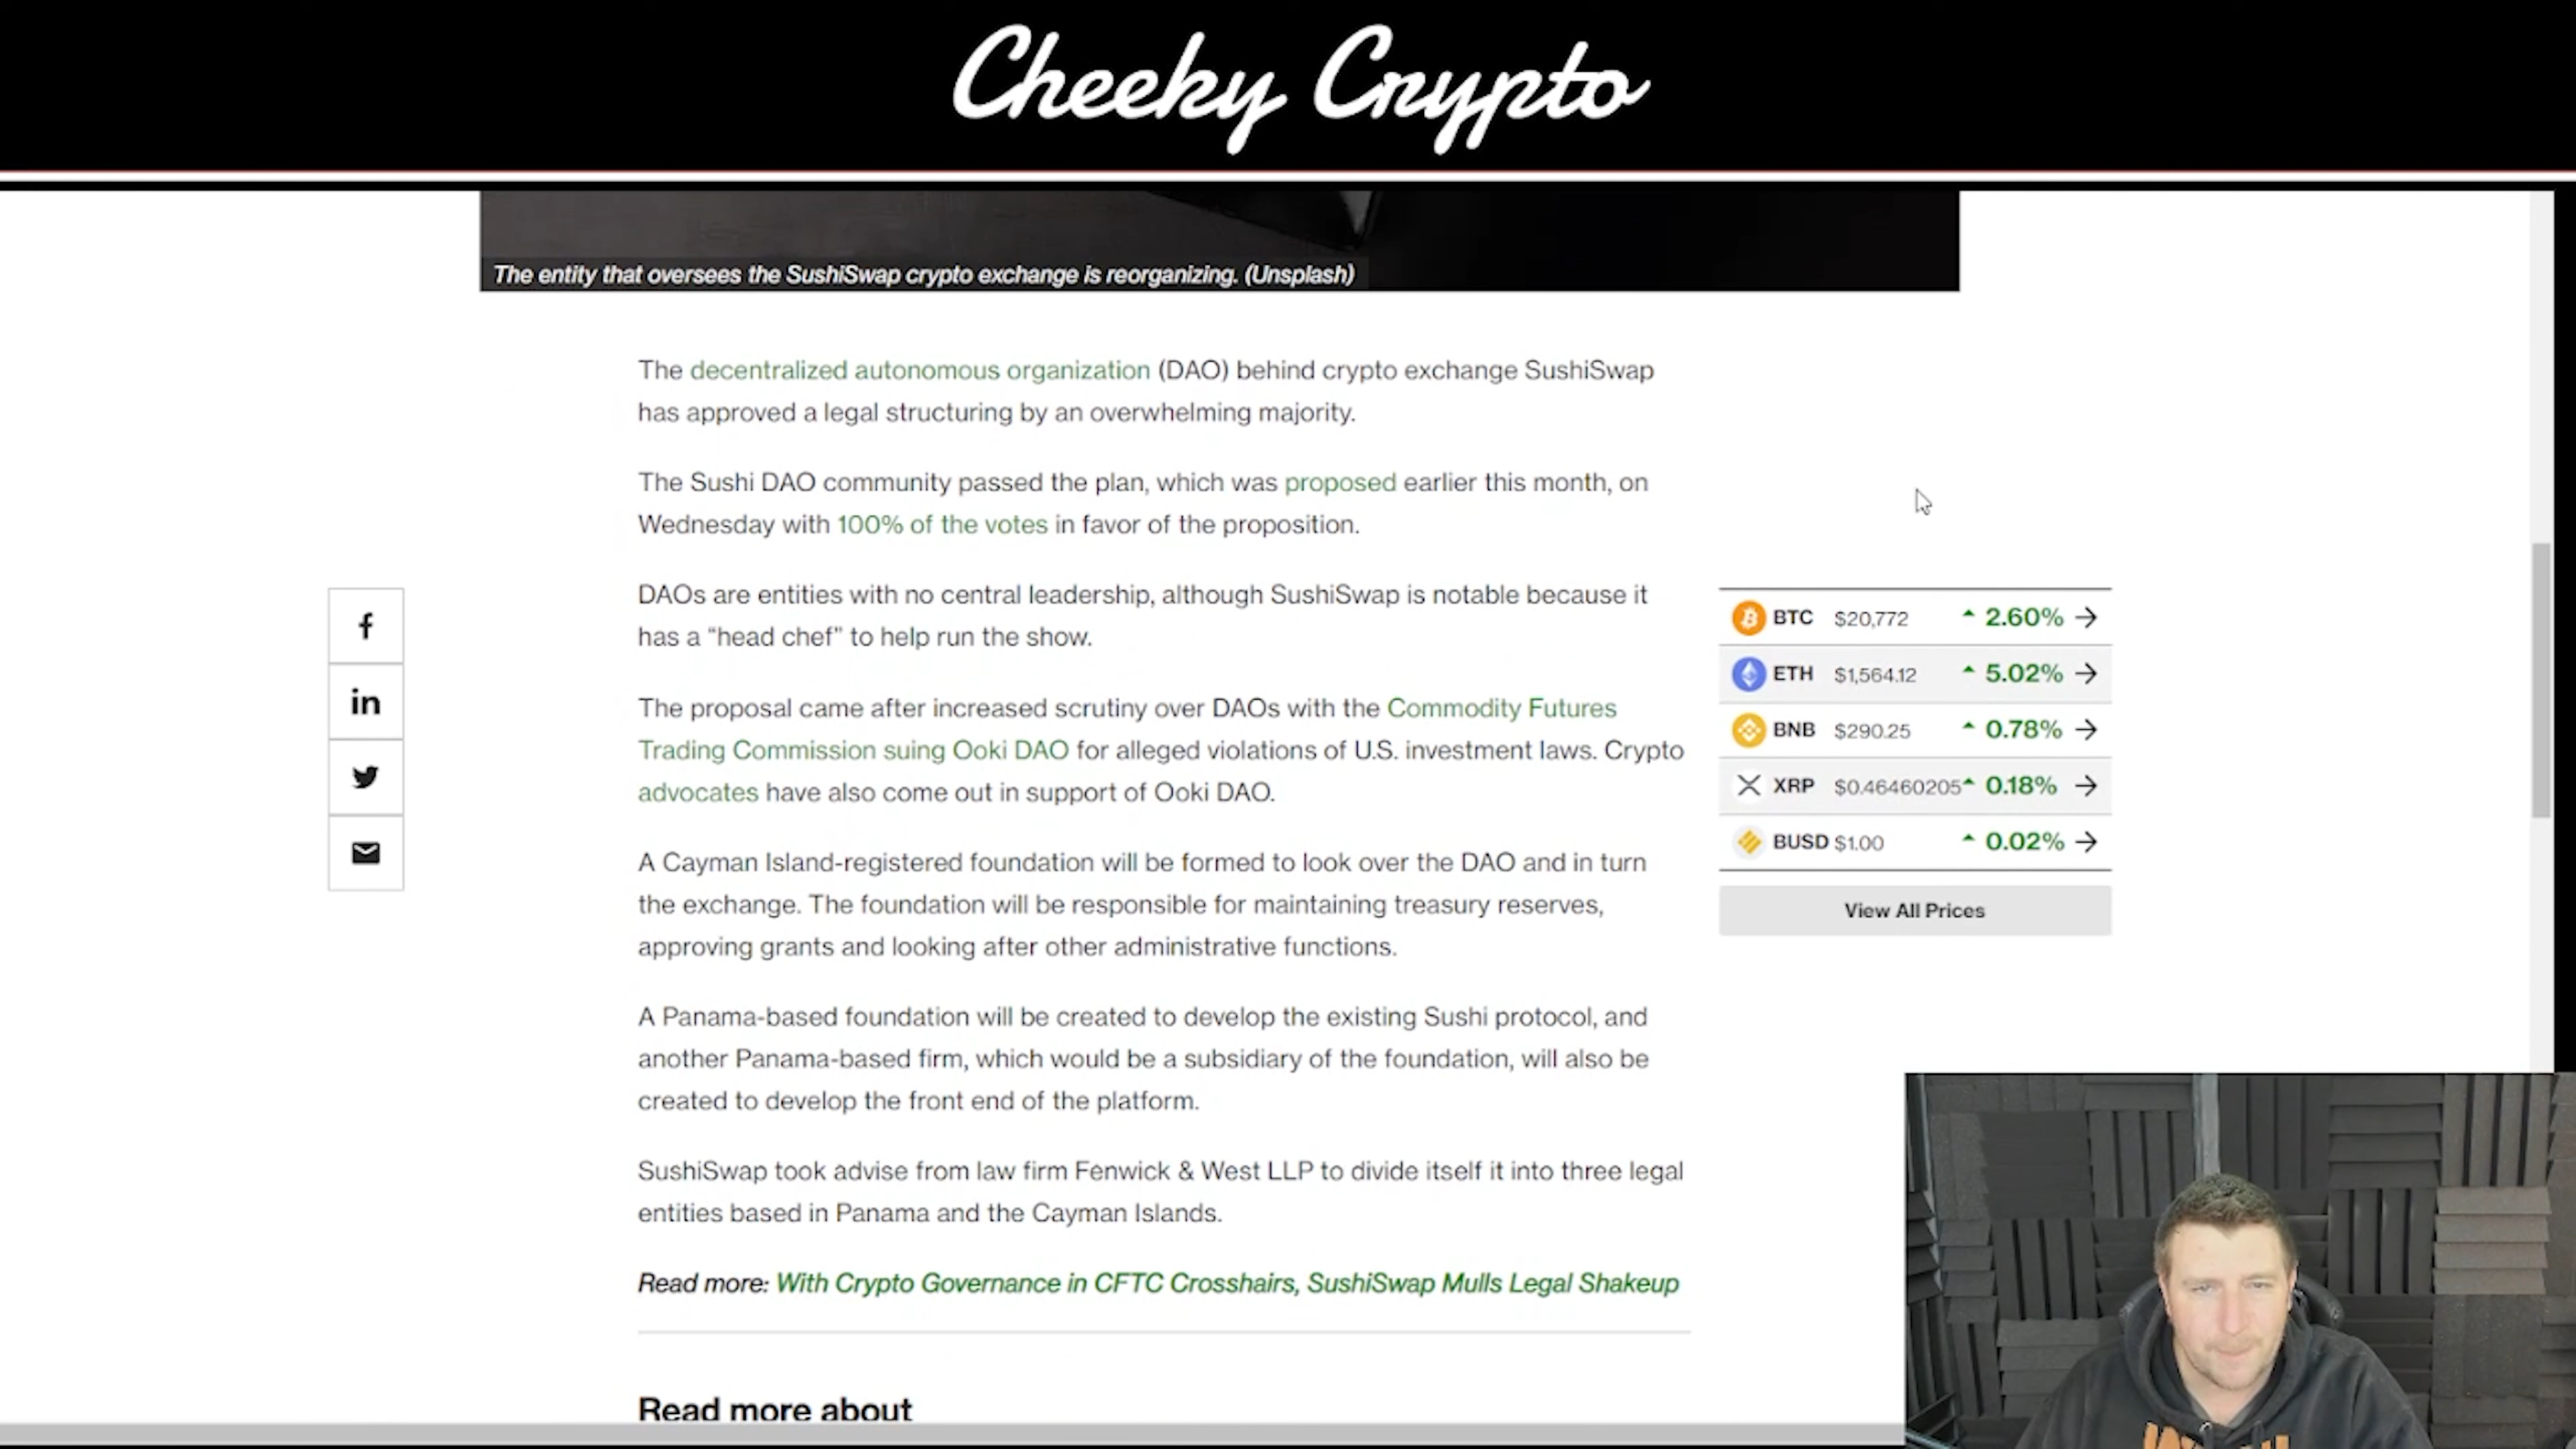 Cheeky Crypto
The entity that oversees the SushiSwap crypto exchange is reorganizing. (Unsplash)
The decentralized autonomous organization (DAO) behind crypto exchange SushiSwap
has approved a legal structuring by an overwhelming majority.
The Sushi DAO community passed the plan, which was proposed earlier this month, on
Wednesday with 100% of the votes in favor of the proposition.
DAOs are entities with no central leadership, although SushiSwap is notable because it
has a “head chef” to help run the show.
The proposal came after increased scrutiny over DAOs with the Commodity Futures
Trading Commission suing Ooki DAO for alleged violations of U.S. investment laws. Crypto
advocates have also come out in support of Ooki DAO.
A Cayman Island-registered foundation will be formed to look over the DAO and in turn
the exchange. The foundation will be responsible for maintaining treasury reserves,
approving grants and looking after other administrative functions.
A Panama-based foundation will be created to develop the existing Sushi protocol, and
another Panama-based firm, which would be a subsidiary of the foundation, will also be
created to develop the front end of the platform.
SushiSwap took advise from law firm Fenwick & West LLP to divide itself it into three legal
entities based in Panama and the Cayman Islands.
Read more: With Crypto Governance in CFTC Crosshairs, SushiSwap Mulls Legal Shakeup
Read more about
BTC $20,772 2.60%
ETH $1,564.12 5.02%
BNB $290.25 0.78%
XRP $0.46460205 0.18%
BUSD $1.00 0.02%
View All Prices